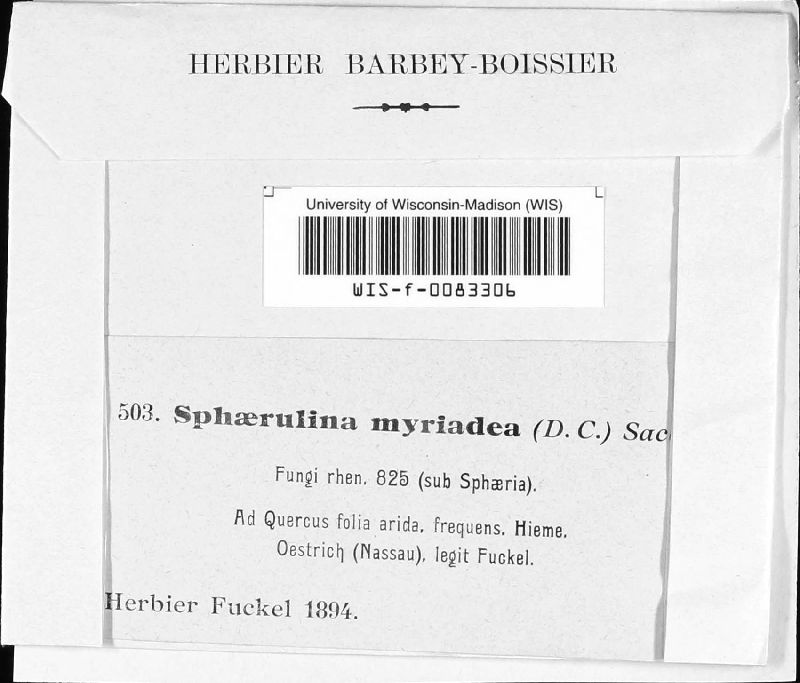 HERBIER BARBEY-BOISSIER
University of Wisconsin-Madison (WIS)
WIS-f-0083306
503. Sphærulina myriadea (D. C.) Sac
Fungi rhen. 825 (sub Sphæria).
Ad Quercus folia arida, frequens. Hieme.
Oestrich (Nassau), legit Fuckel.
Herbier Fuckel 1894.